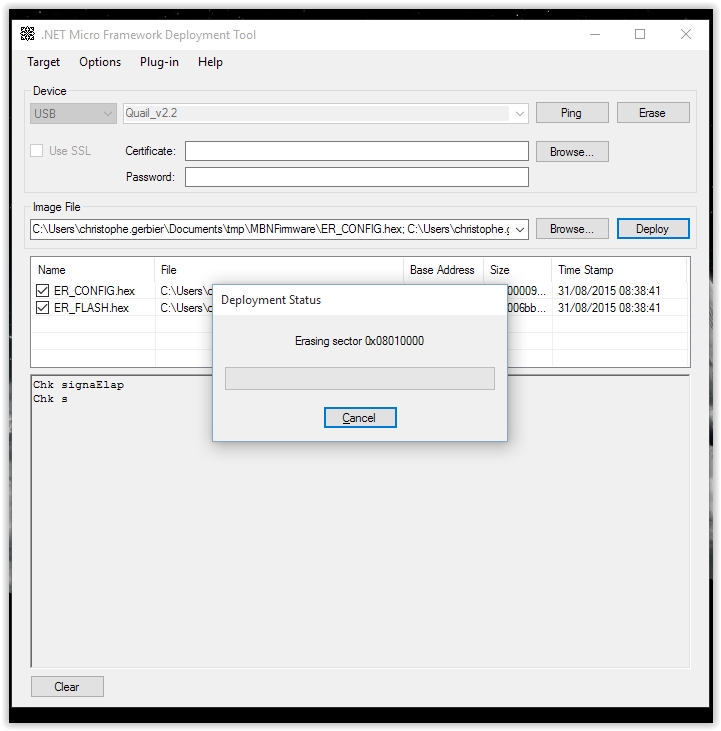 .NET Micro Framework Deployment Tool
Target Options Plug-in Help
Device
USB Quail_v2.2 Ping Erase
Use SSL Certificate: Browse...
Password:
Image File
C:\Users\christophe.gerbier\Documents\tmp\MBNFirmware\ER_CONFIG.hex; C:\Users\christophe.g Browse... Deploy
Name File Base Address Size Time Stamp
ER_CONFIG.hex C:\Users\c 00009... 31/08/2015 08:38:41
ER_FLASH.hex C:\Users\c 006bb... 31/08/2015 08:38:41
Deployment Status
Erasing sector 0x08010000
Cancel
Chk signaElap
Chk s
Clear